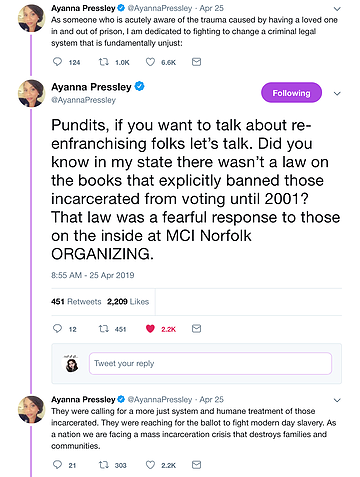 Ayanna Pressley @AyannaPressley · Apr 25
As someone who is acutely aware of the trauma caused by having a loved one
in and out of prison, I am dedicated to fighting to change a criminal legal
system that is fundamentally unjust:
124 1.0K 6.6K
Ayanna Pressley
@AyannaPressley
Following
Pundits, if you want to talk about re-
enfranchising folks let's talk. Did you
know in my state there wasn't a law on
the books that explicitly banned those
incarcerated from voting until 2001?
That law was a fearful response to those
on the inside at MCI Norfolk
ORGANIZING.
8:55 AM - 25 Apr 2019
451 Retweets 2,209 Likes
12 451 2.2K
Tweet your reply
Ayanna Pressley @AyannaPressley · Apr 25
They were calling for a more just system and humane treatment of those
incarcerated. They were reaching for the ballot to fight modern day slavery. As
a nation we are facing a mass incarceration crisis that destroys families and
communities.
21 303 2.2K